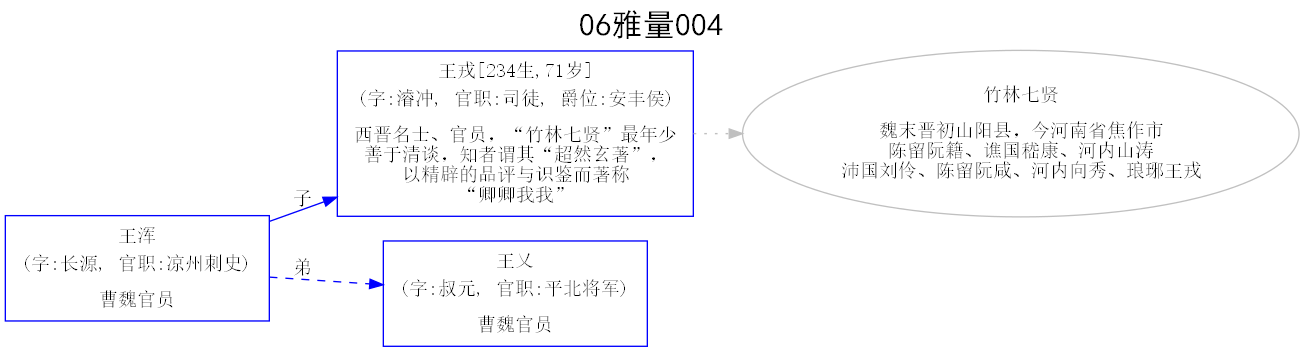 06雅量004
王戎[234生,71岁]
(字:濬冲, 官职:司徒, 爵位:安丰侯)
西晋名士、官员，“竹林七贤”最年少
善于清谈，知者谓其“超然玄著”，
以精辟的品评与识鉴而著称
“卿卿我我”
竹林七贤
魏末晋初山阳县，今河南省焦作市
陈留阮籍、谯国嵇康、河内山涛
沛国刘伶、陈留阮咸、河内向秀、琅琊王戎
子
王浑
(字:长源, 官职:凉州刺史)
曹魏官员
弟
王乂
(字:叔元, 官职:平北将军)
曹魏官员